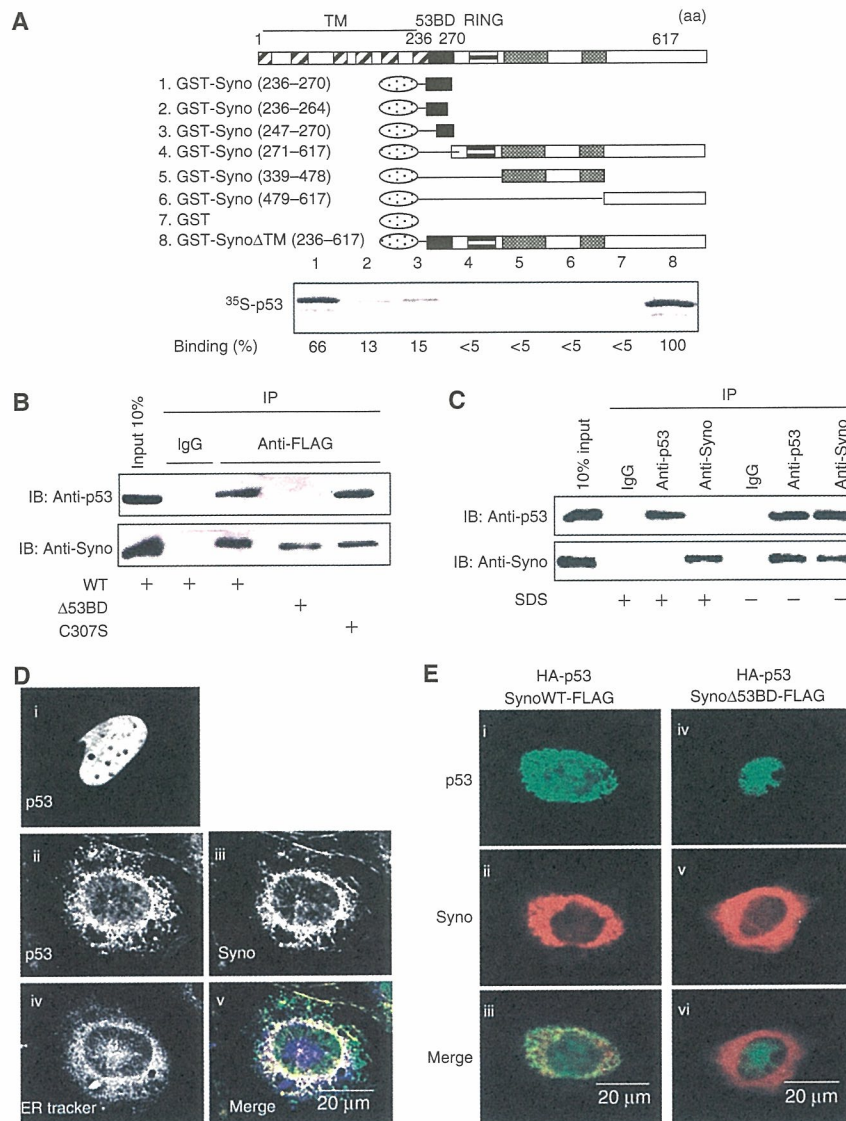 A
TM 53BD RING (aa)
1 236 270 617
1. GST-Syno (236–270)
2. GST-Syno (236–264)
3. GST-Syno (247–270)
4. GST-Syno (271–617)
5. GST-Syno (339–478)
6. GST-Syno (479–617)
7. GST
8. GST-SynoΔTM (236–617)
1 2 3 4 5 6 7 8
35S-p53
Binding (%) 66 13 15 <5 <5 <5 <5 100
B
Input 10%
IP
IgG Anti-FLAG
IB: Anti-p53
IB: Anti-Syno
WT + + +
Δ53BD +
C307S +
C
IP
10% input IgG Anti-p53 Anti-Syno IgG Anti-p53 Anti-Syno
IB: Anti-p53
IB: Anti-Syno
SDS + + + – – –
D
i
p53
ii iii
p53 Syno
iv v
ER tracker Merge 20 μm
E
HA-p53 HA-p53
SynoWT-FLAG SynoΔ53BD-FLAG
i iv
p53
ii v
Syno
iii vi
Merge
20 μm 20 μm